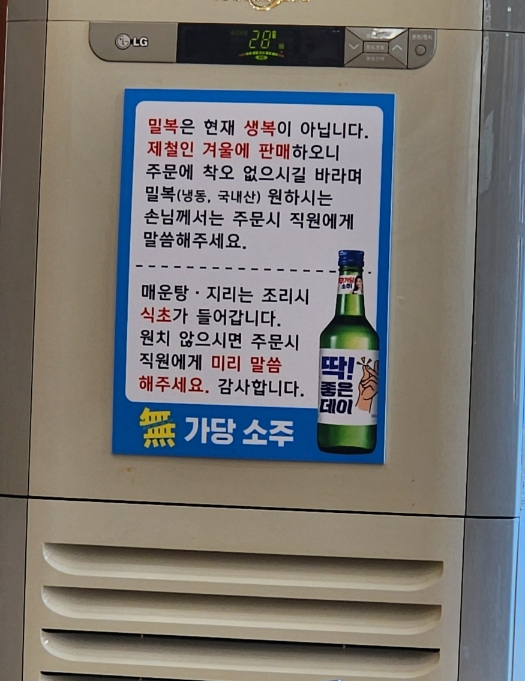 LG
28
밀복은 현재 생복이 아닙니다.
제철인 겨울에 판매하오니
주문에 착오 없으시길 바라며
밀복(냉동, 국내산) 원하시는
손님께서는 주문시 직원에게
말씀해주세요.
매운탕 · 지리는 조리시
식초가 들어갑니다.
원치 않으시면 주문시
직원에게 미리 말씀
해주세요. 감사합니다.
소주
딱!
좋은
데이
無 가당 소주